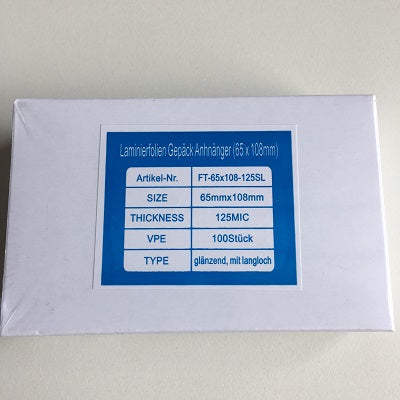 Laminierfolien Gepäck Anhnänger (65 x 108mm)
Artikel-Nr. FT-65x108-125SL
SIZE 65mmx108mm
THICKNESS 125MIC
VPE 100Stück
TYPE glänzend, mit langloch